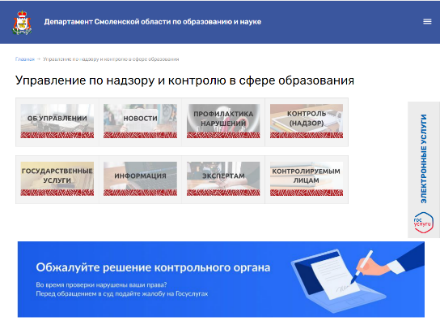 Департамент Смоленской области по образованию и науке
Главная > Управление по надзору и контролю в сфере образования
Управление по надзору и контролю в сфере образования
ОБ УПРАВЛЕНИИ
НОВОСТИ
ПРОФИЛАКТИКА
НАРУШЕНИЙ
КОНТРОЛЬ
(НАДЗОР)
ГОСУДАРСТВЕННЫЕ
УСЛУГИ
ИНФОРМАЦИЯ
ЭКСПЕРТАМ
КОНТРОЛИРУЕМЫМ
ЛИЦАМ
ЭЛЕКТРОННЫЕ УСЛУГИ
гос
услуги
Обжалуйте решение контрольного органа
Во время проверки нарушены ваши права?
Перед обращением в суд подайте жалобу на Госуслугах